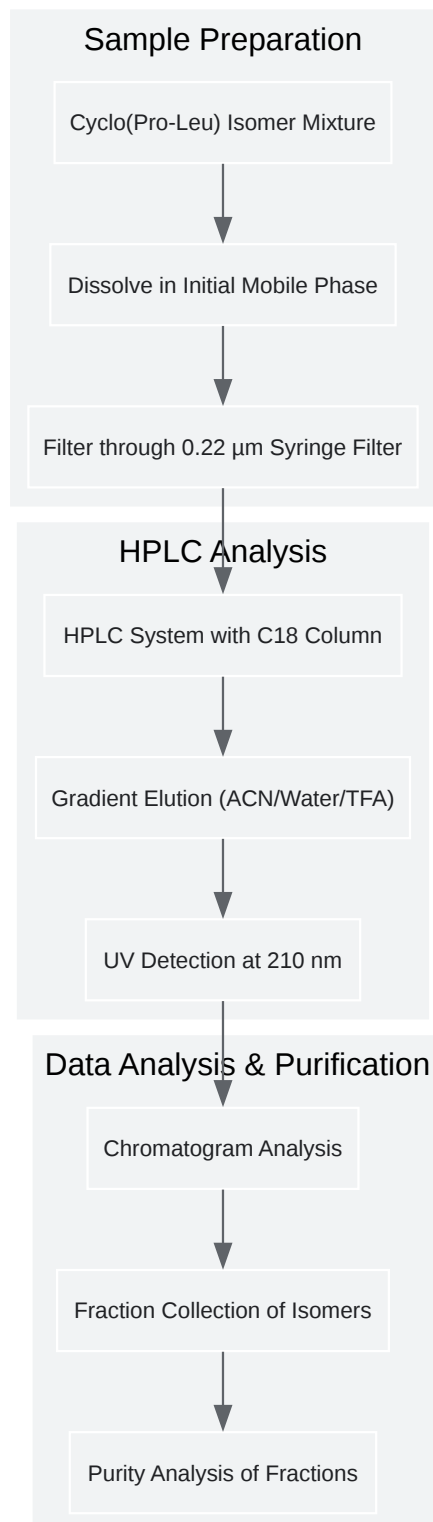 Sample Preparation
Cyclo(Pro-Leu) Isomer Mixture
Dissolve in Initial Mobile Phase
Filter through 0.22 µm Syringe Filter
HPLC Analysis
HPLC System with C18 Column
Gradient Elution (ACN/Water/TFA)
UV Detection at 210 nm
Data Analysis & Purification
Chromatogram Analysis
Fraction Collection of Isomers
Purity Analysis of Fractions